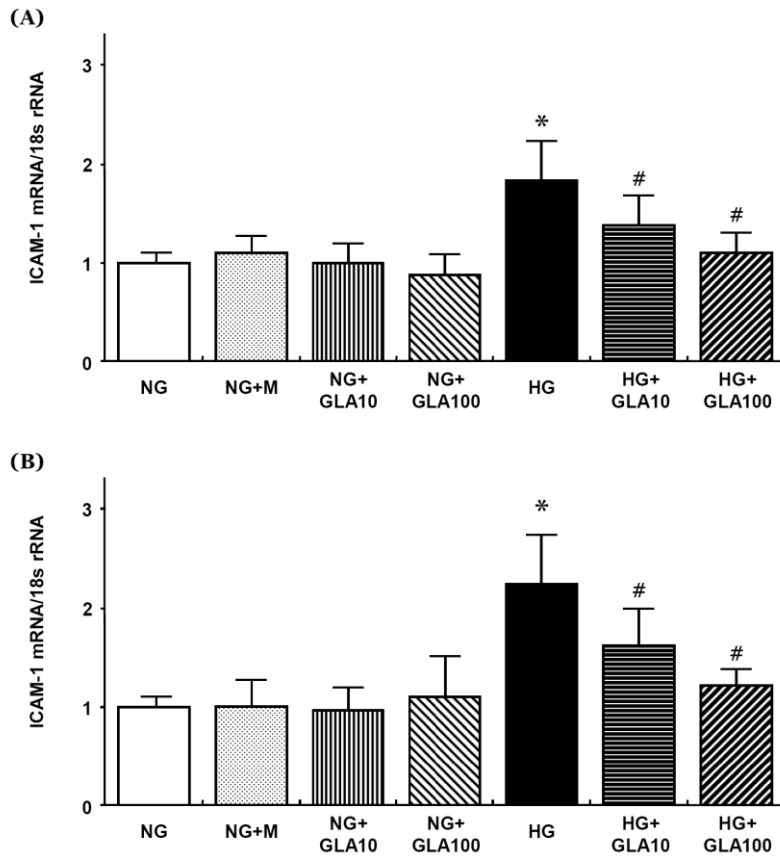 (A)
ICAM-1 mRNA/18s rRNA
3
2
1
0
*
#
#
NG
NG+M
NG+
GLA10
NG+
GLA100
HG
HG+
GLA10
HG+
GLA100
(B)
ICAM-1 mRNA/18s rRNA
3
2
1
0
*
#
#
NG
NG+M
NG+
GLA10
NG+
GLA100
HG
HG+
GLA10
HG+
GLA100